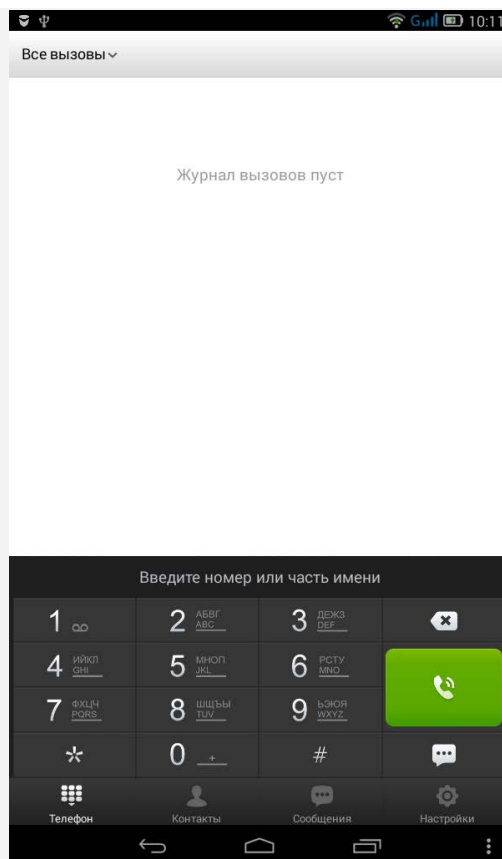 G 10:11
Все вызовы
Журнал вызовов пуст
Введите номер или часть имени
1
2 АБВГ ABC
3 ДЕЖЗ DEF
4 ИЙКЛ GHI
5 МНОП JKL
6 РСТУ MNO
7 ФХЦЧ PQRS
8 ШЩЪЫ TUV
9 ЬЭЮЯ WXYZ
* 0 + #
Телефон Контакты Сообщения Настройки